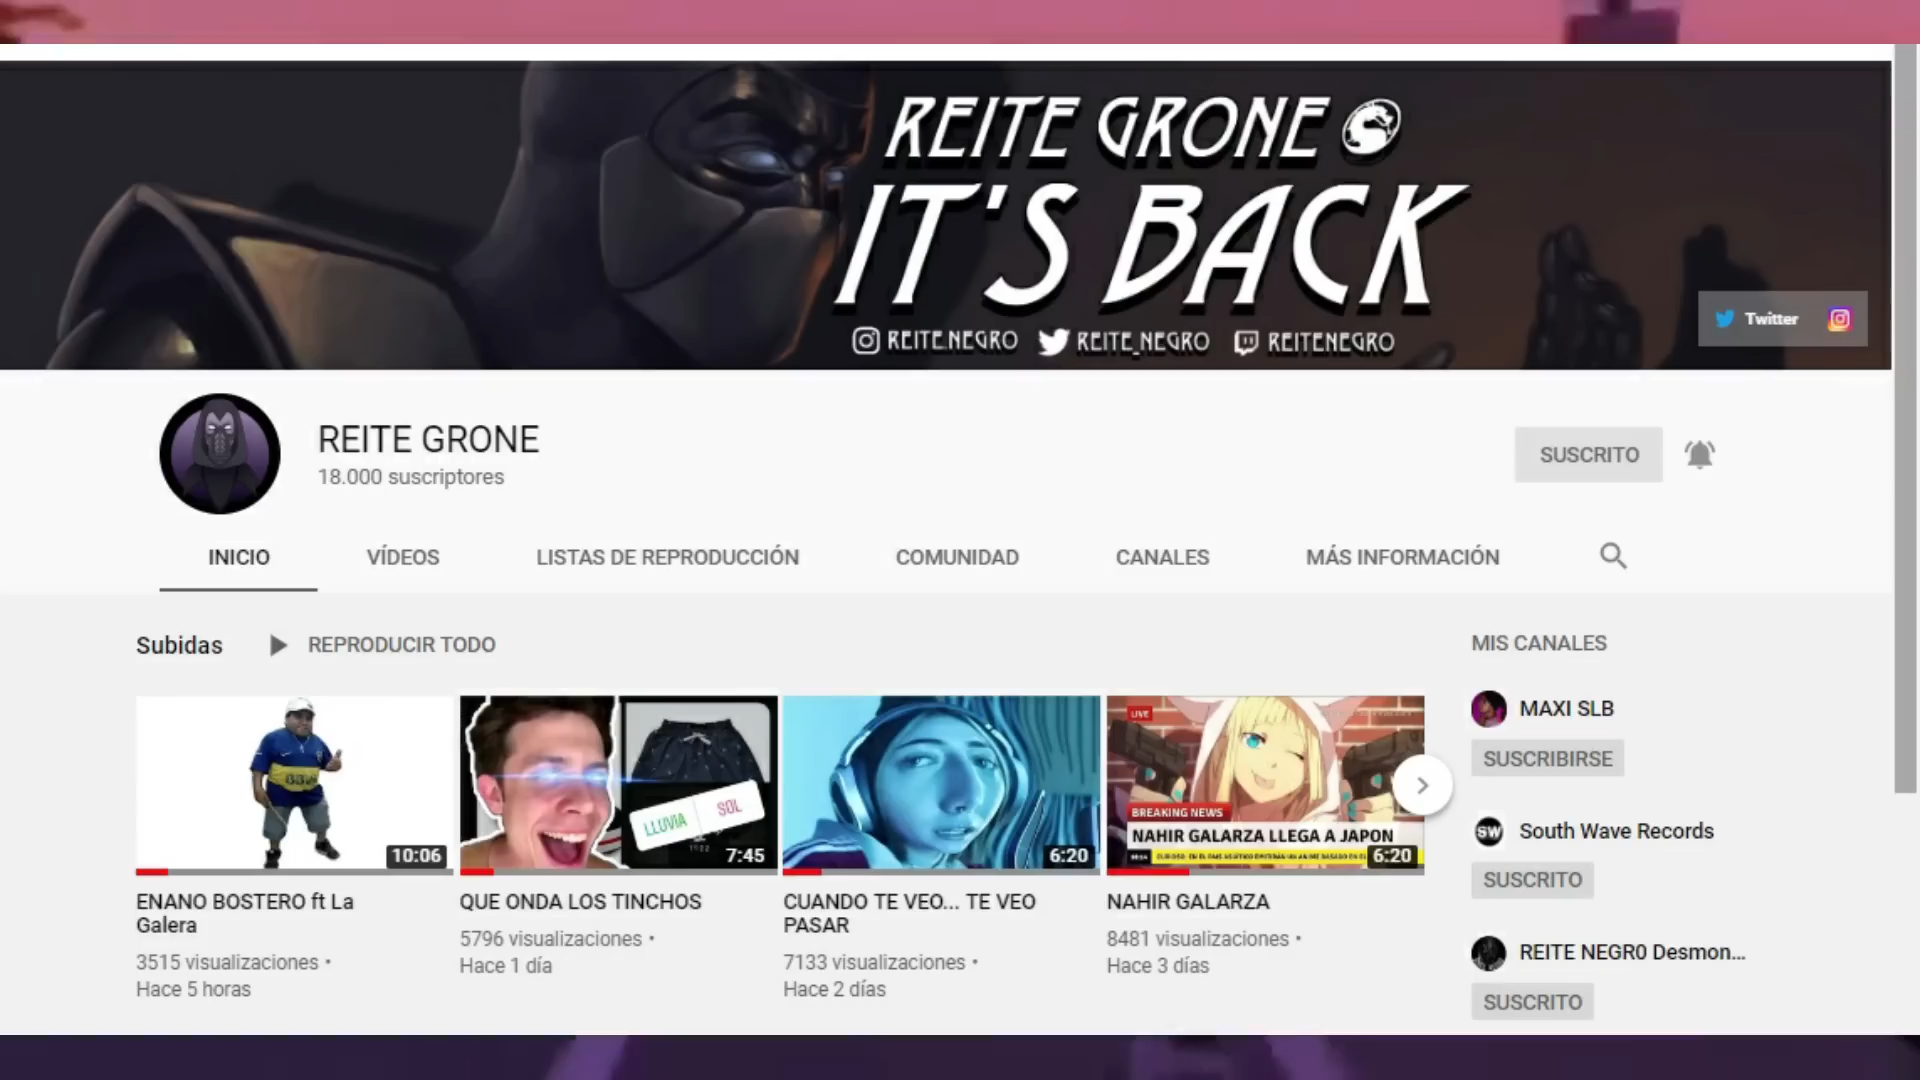 REITE GRONE
IT'S BACK
REITE.NEGRO REITE_NEGRO REITENEGRO
Twitter
REITE GRONE
18.000 suscriptores
SUSCRITO
INICIO VÍDEOS LISTAS DE REPRODUCCIÓN COMUNIDAD CANALES MÁS INFORMACIÓN
Subidas REPRODUCIR TODO
10:06
ENANO BOSTERO ft La
Galera
3515 visualizaciones •
Hace 5 horas
LLUVIA SOL
7:45
QUE ONDA LOS TINCHOS
5796 visualizaciones •
Hace 1 día
6:20
CUANDO TE VEO... TE VEO
PASAR
7133 visualizaciones •
Hace 2 días
LIVE
BREAKING NEWS
NAHIR GALARZA LLEGA A JAPON
6:20
NAHIR GALARZA
8481 visualizaciones •
Hace 3 días
MIS CANALES
MAXI SLB
SUSCRIBIRSE
SW
South Wave Records
SUSCRITO
REITE NEGR0 Desmon...
SUSCRITO